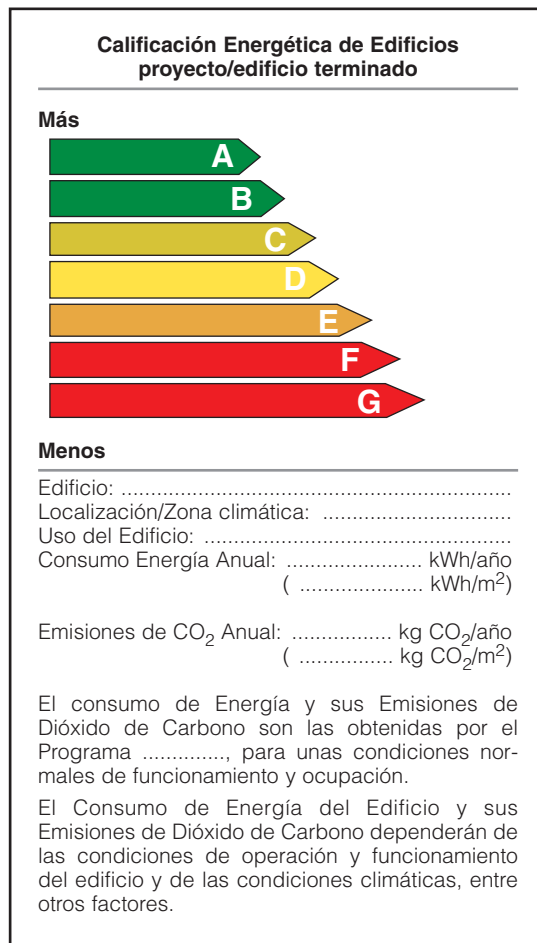 Calificación Energética de Edificios
proyecto/edificio terminado
Más
A
B
C
D
E
F
G
Menos
Edificio: ..................................................................
Localización/Zona climática: ................................
Uso del Edificio: ....................................................
Consumo Energía Anual: ....................... kWh/año
( ..................... kWh/m²)
Emisiones de CO₂ Anual: ................. kg CO₂/año
( ................ kg CO₂/m²)
El consumo de Energía y sus Emisiones de
Dióxido de Carbono son las obtenidas por el
Programa .............., para unas condiciones nor-
males de funcionamiento y ocupación.
El Consumo de Energía del Edificio y sus
Emisiones de Dióxido de Carbono dependerán de
las condiciones de operación y funcionamiento
del edificio y de las condiciones climáticas, entre
otros factores.